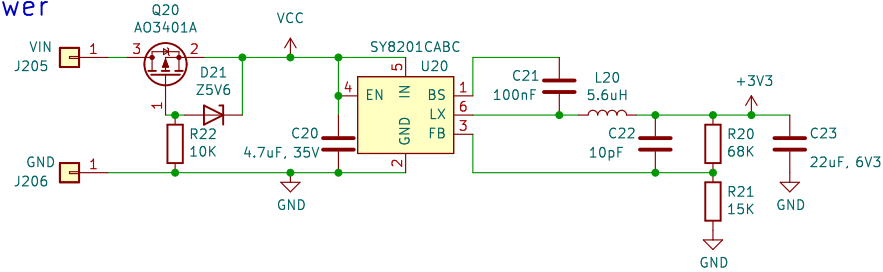 wer
Q20
AO3401A
VIN
1
J205
3
2
1
D21
Z5V6
R22
10K
GND
1
J206
VCC
GND
C20
4.7uF, 35V
SY8201CABC
U20
5
4
EN
IN
GND
2
BS
LX
FB
1
6
3
C21
100nF
L20
5.6uH
C22
10pF
+3V3
R20
68K
R21
15K
GND
C23
22uF, 6V3
GND